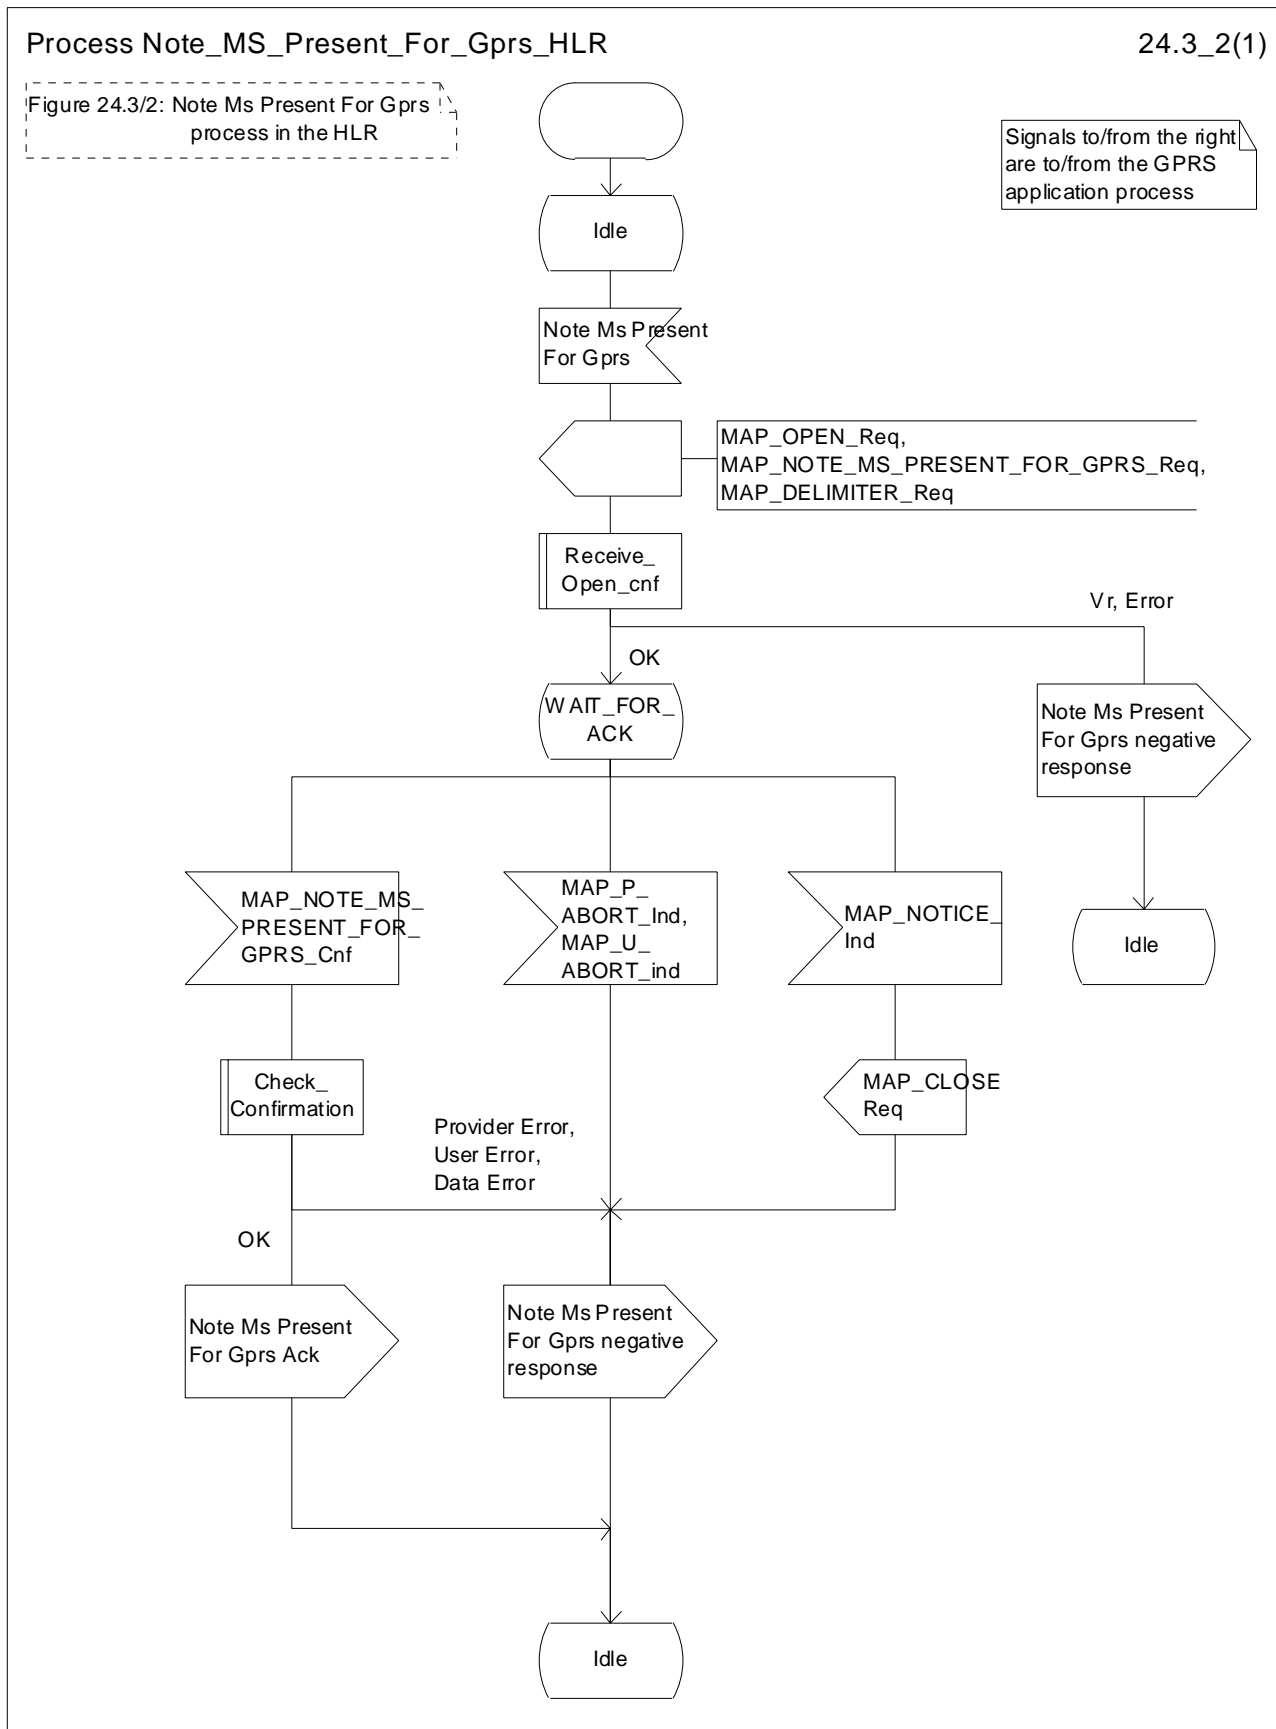 Process Note_MS_Present_For_Gprs_HLR
24.3_2(1)
Figure 24.3/2: Note Ms Present For Gprs
process in the HLR
Signals to/from the right
are to/from the GPRS
application process
Idle
Note Ms Present
For Gprs
MAP_OPEN_Req,
MAP_NOTE_MS_PRESENT_FOR_GPRS_Req,
MAP_DELIMITER_Req
Receive_
Open_cnf
Vr, Error
OK
WAIT_FOR_
ACK
Note Ms Present
For Gprs negative
response
MAP_NOTE_MS_
PRESENT_FOR_
GPRS_Cnf
MAP_P_
ABORT_Ind,
MAP_U_
ABORT_ind
MAP_NOTICE_
Ind
Idle
Check_
Confirmation
MAP_CLOSE
Req
Provider Error,
User Error,
Data Error
OK
Note Ms Present
For Gprs Ack
Note Ms Present
For Gprs negative
response
Idle